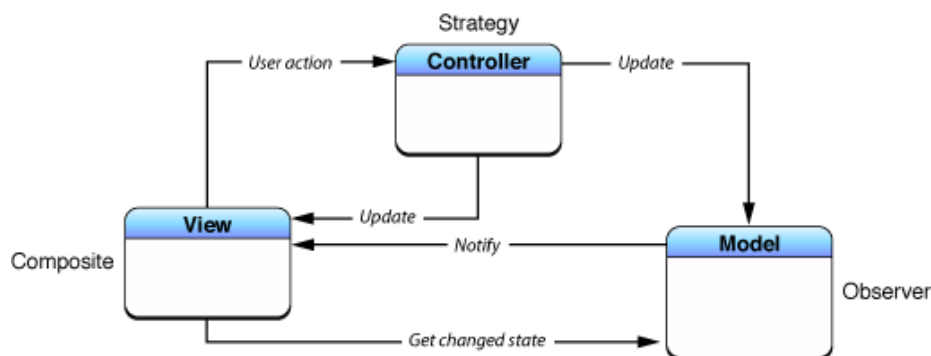 Strategy
User action
Controller
Update
View
Update
Notify
Model
Composite
Observer
Get changed state